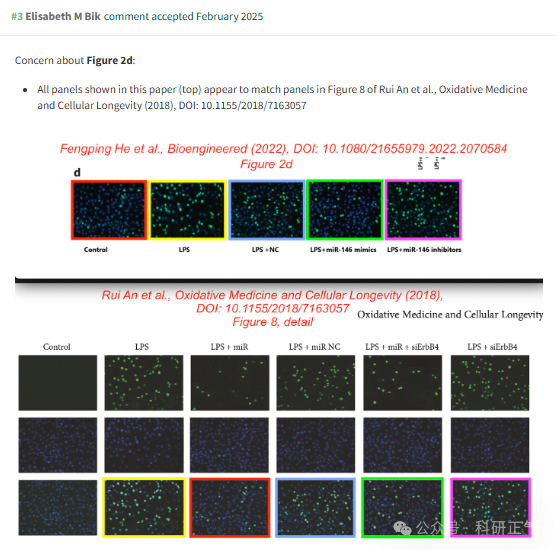 #3 Elisabeth M Bik comment accepted February 2025
Concern about Figure 2d:
• All panels shown in this paper (top) appear to match panels in Figure 8 of Rui An et al., Oxidative Medicine
and Cellular Longevity (2018), DOI: 10.1155/2018/7163057
Fengping He et al., Bioengineered (2022), DOI: 10.1080/21655979.2022.2070584
Figure 2d
d
Control LPS LPS +NC LPS+miR-146 mimics LPS+miR-146 inhibitors
Rui An et al., Oxidative Medicine and Cellular Longevity (2018),
DOI: 10.1155/2018/7163057
Figure 8, detail
Oxidative Medicine and Cellular Longevity
Control LPS LPS + miR LPS + miR NC LPS + miR + siErbB4 LPS + siErbB4
公众号 · 科研正气